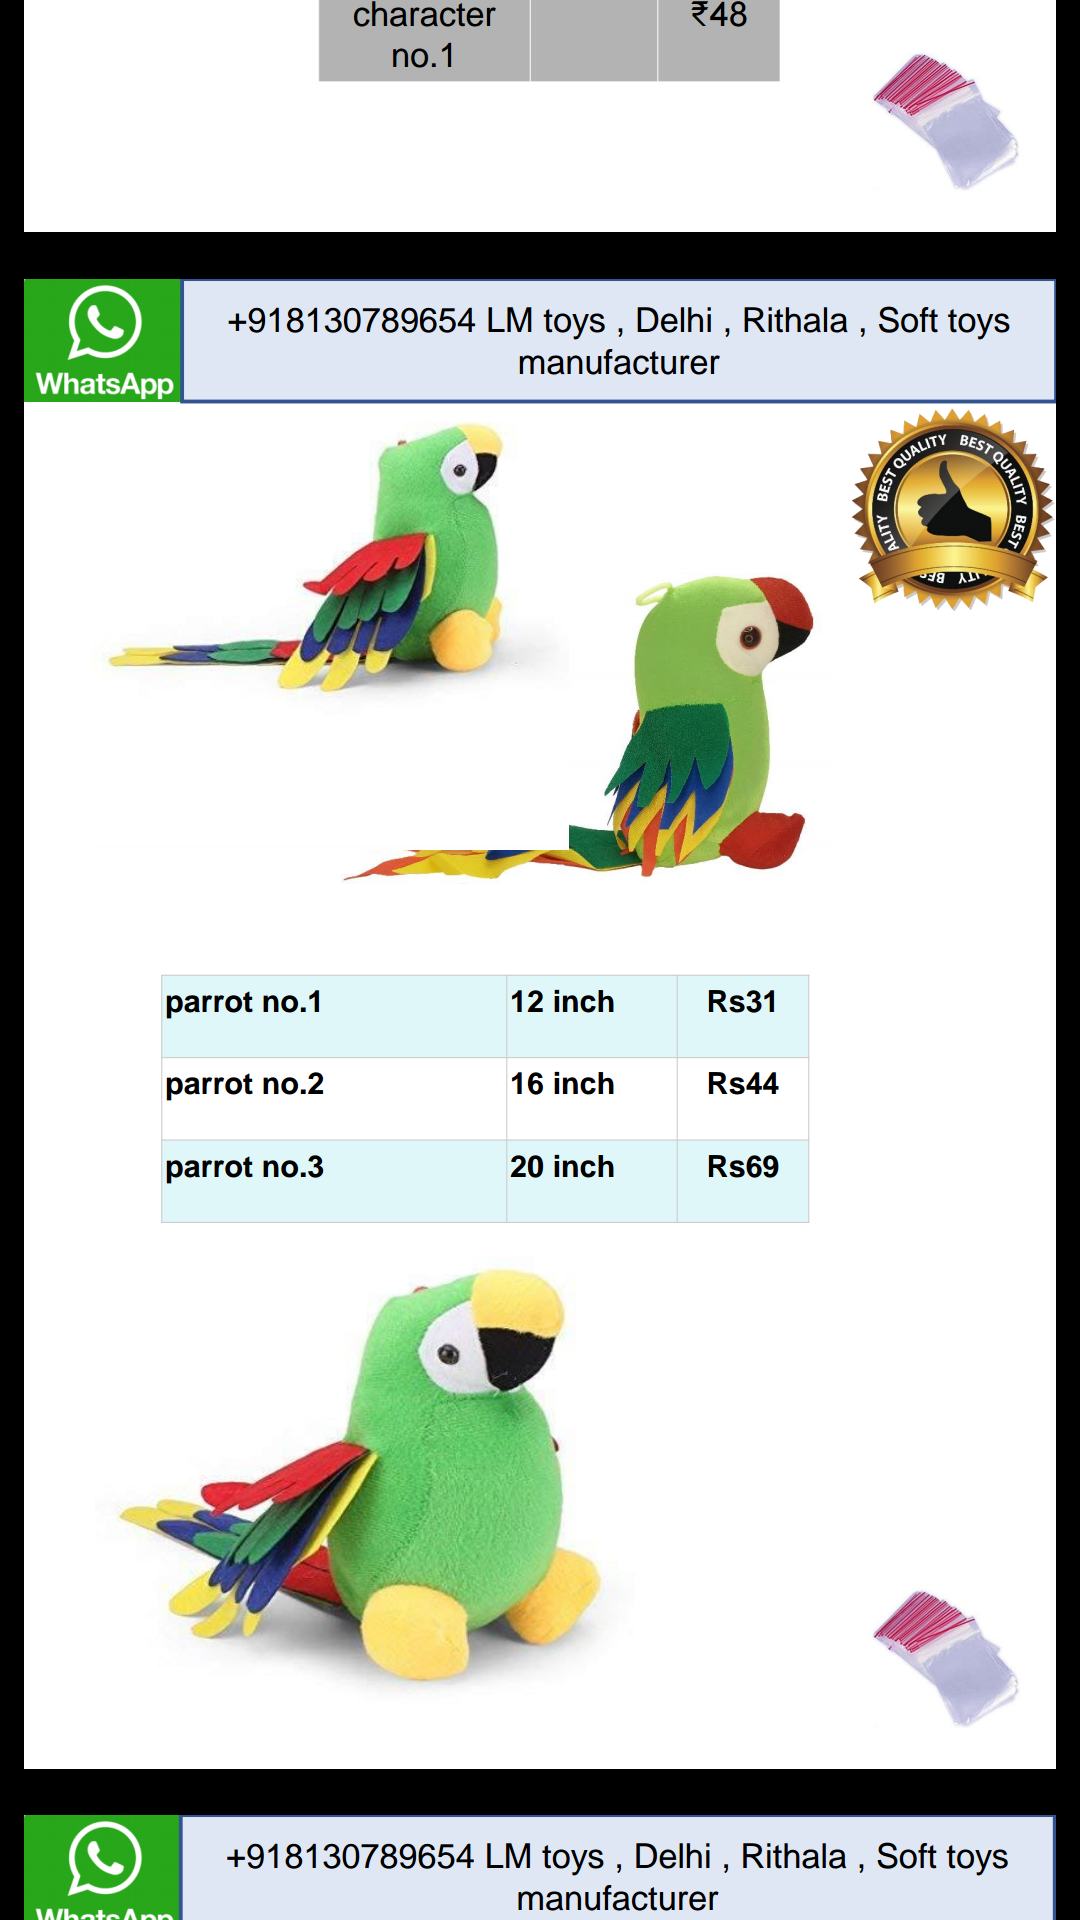 character ₹48
no.1
WhatsApp
+918130789654 LM toys , Delhi , Rithala , Soft toys
manufacturer
BEST QUALITY BEST QUALITY BEST
parrot no.1 12 inch Rs31
parrot no.2 16 inch Rs44
parrot no.3 20 inch Rs69
WhatsApp
+918130789654 LM toys , Delhi , Rithala , Soft toys
manufacturer